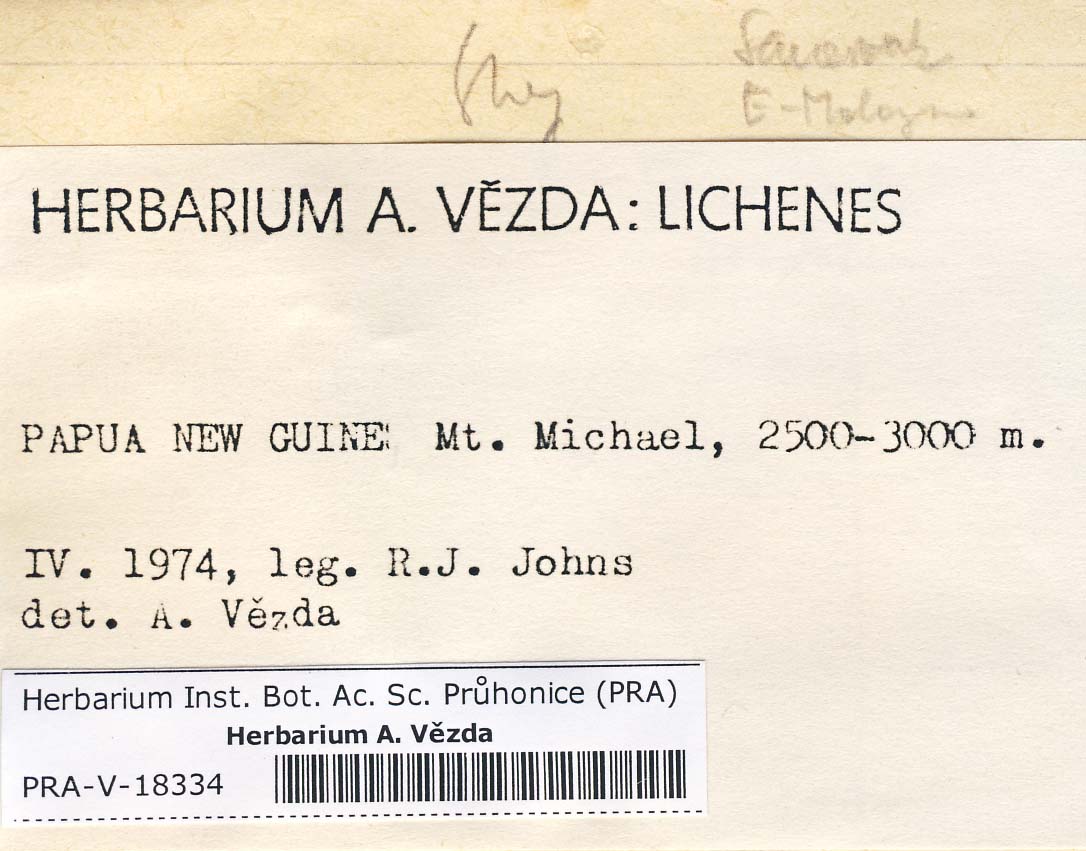 HERBARIUM A. VĚZDA: LICHENES
PAPUA NEW GUINE: Mt. Michael, 2500-3000 m.
IV. 1974, leg. R.J. Johns
det. A. Vězda
Herbarium Inst. Bot. Ac. Sc. Průhonice (PRA)
Herbarium A. Vězda
PRA-V-18334